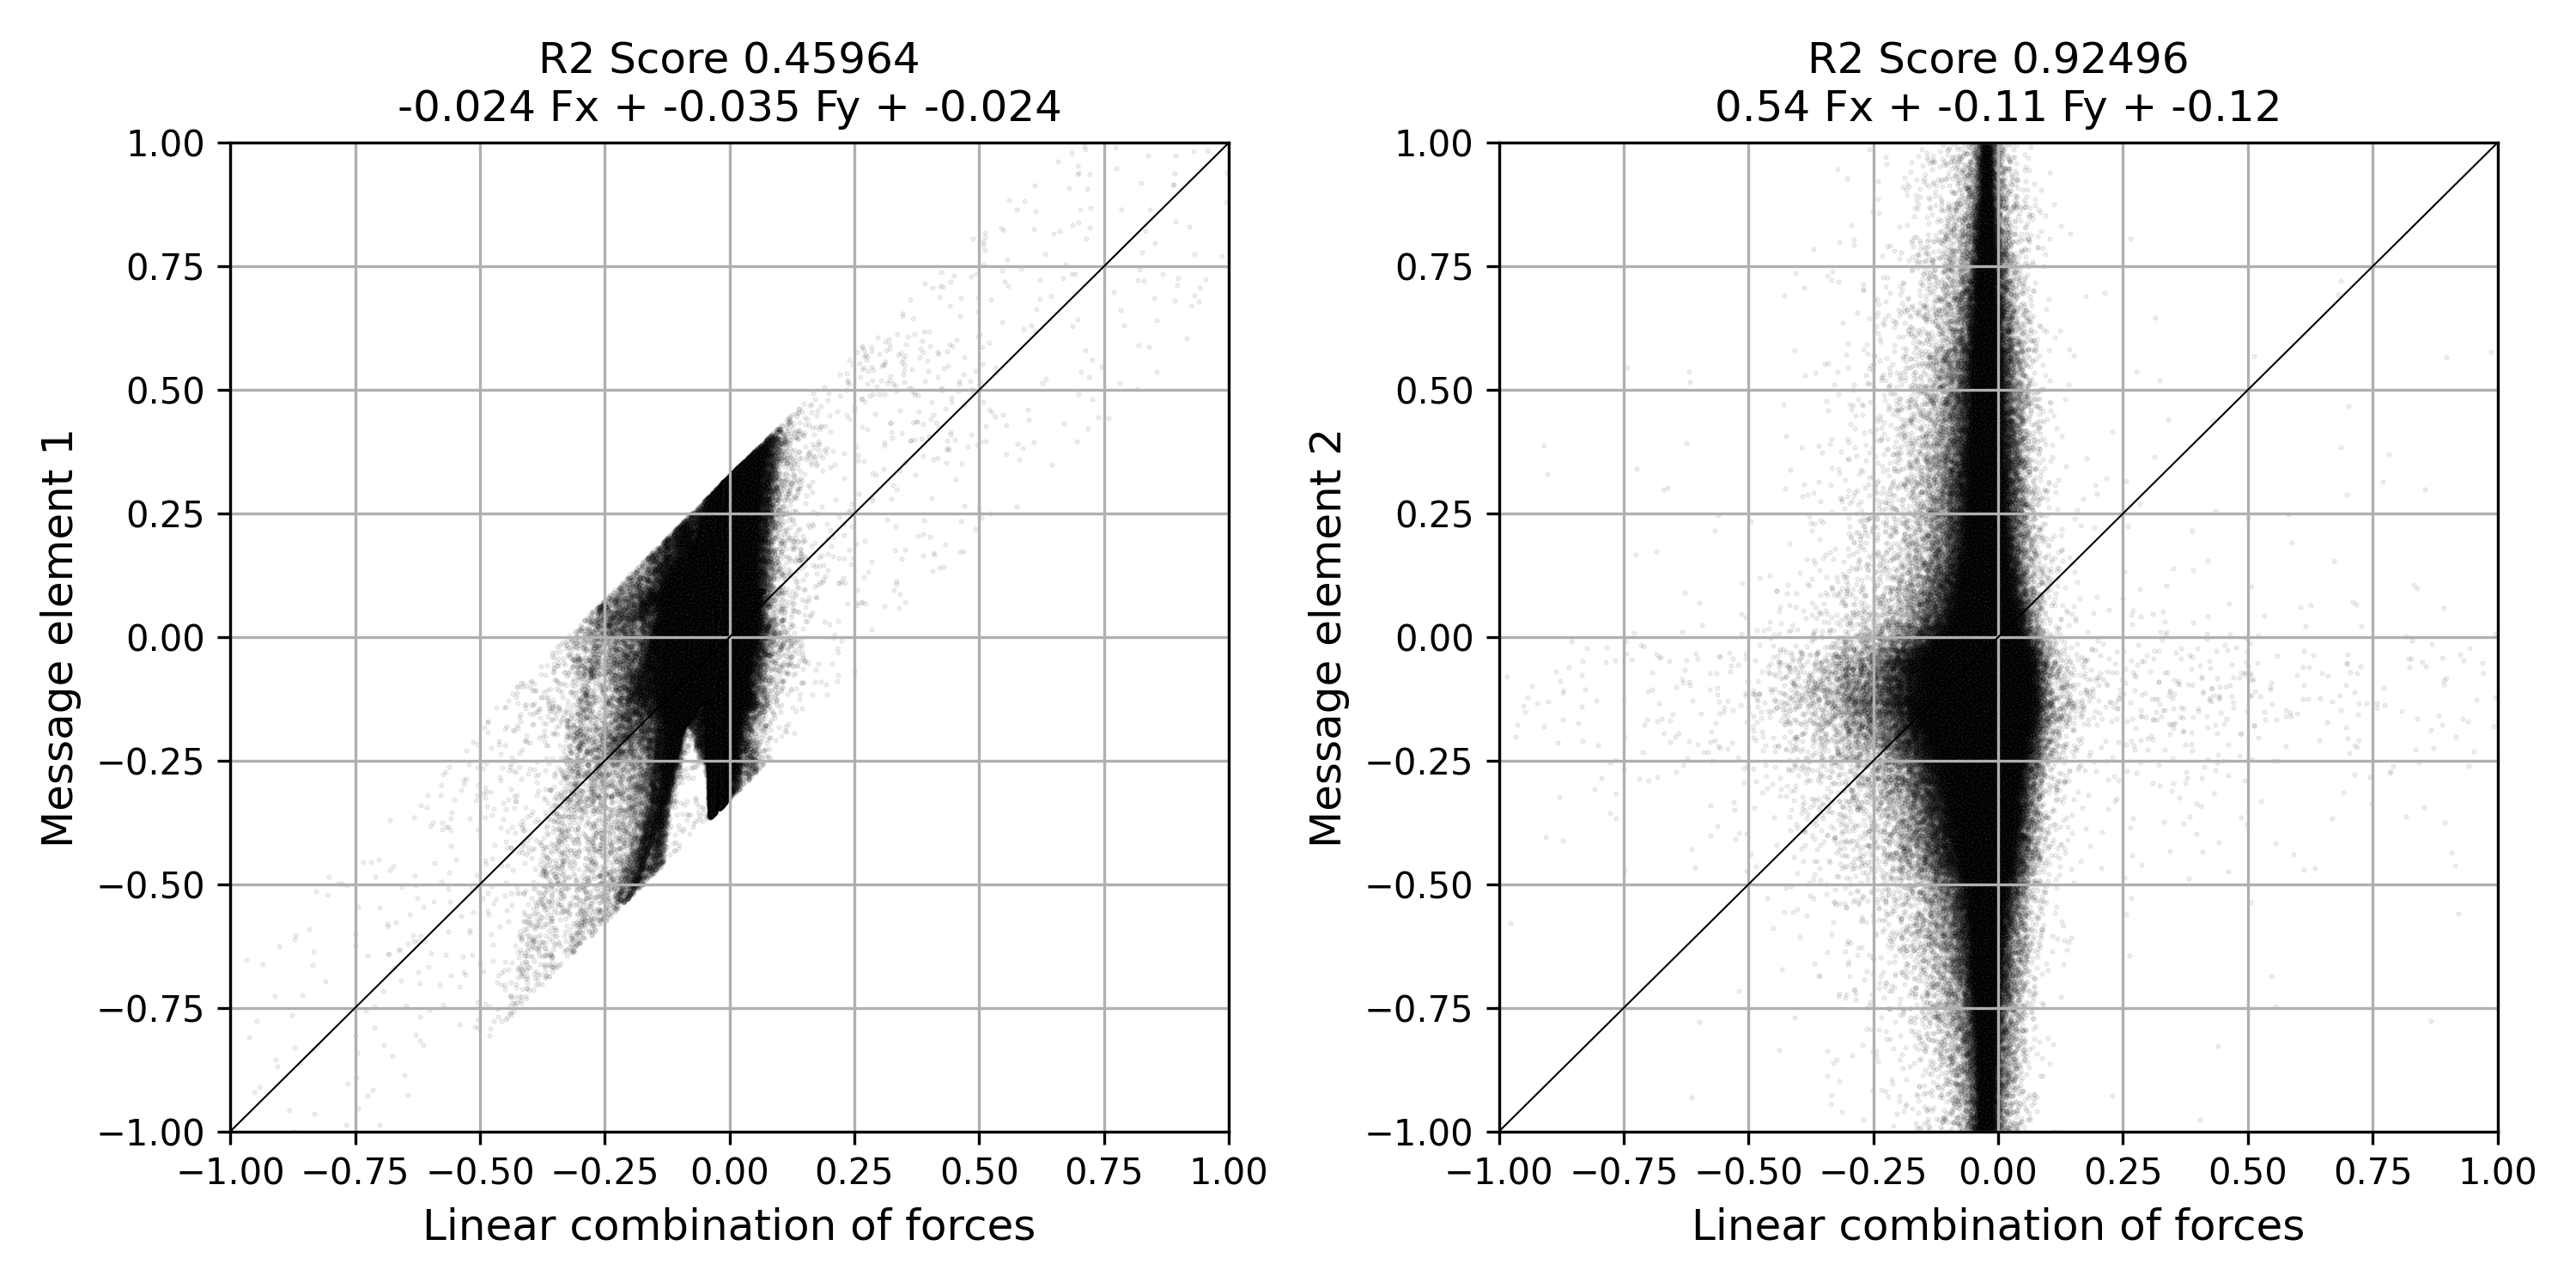 R2 Score 0.45964
-0.024 Fx + -0.035 Fy + -0.024
1.00
0.75
0.50
0.25
0.00
−0.25
−0.50
−0.75
−1.00
Message element 1
−1.00 −0.75 −0.50 −0.25 0.00 0.25 0.50 0.75 1.00
Linear combination of forces
R2 Score 0.92496
0.54 Fx + -0.11 Fy + -0.12
1.00
0.75
0.50
0.25
0.00
−0.25
−0.50
−0.75
−1.00
Message element 2
−1.00 −0.75 −0.50 −0.25 0.00 0.25 0.50 0.75 1.00
Linear combination of forces